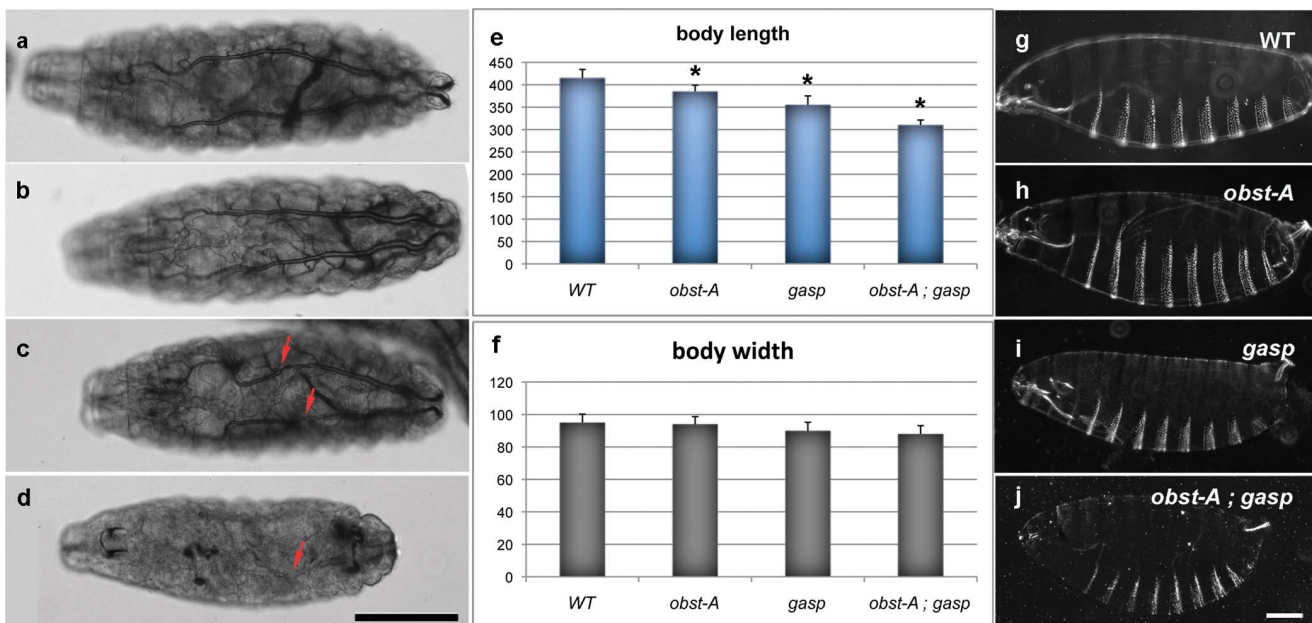 a
b
c
d
e
body length
450
400
350
300
250
200
150
100
50
0
*
*
*
WT
obst-A
gasp
obst-A ; gasp
f
body width
120
100
80
60
40
20
0
WT
obst-A
gasp
obst-A ; gasp
g
WT
h
obst-A
i
gasp
j
obst-A ; gasp